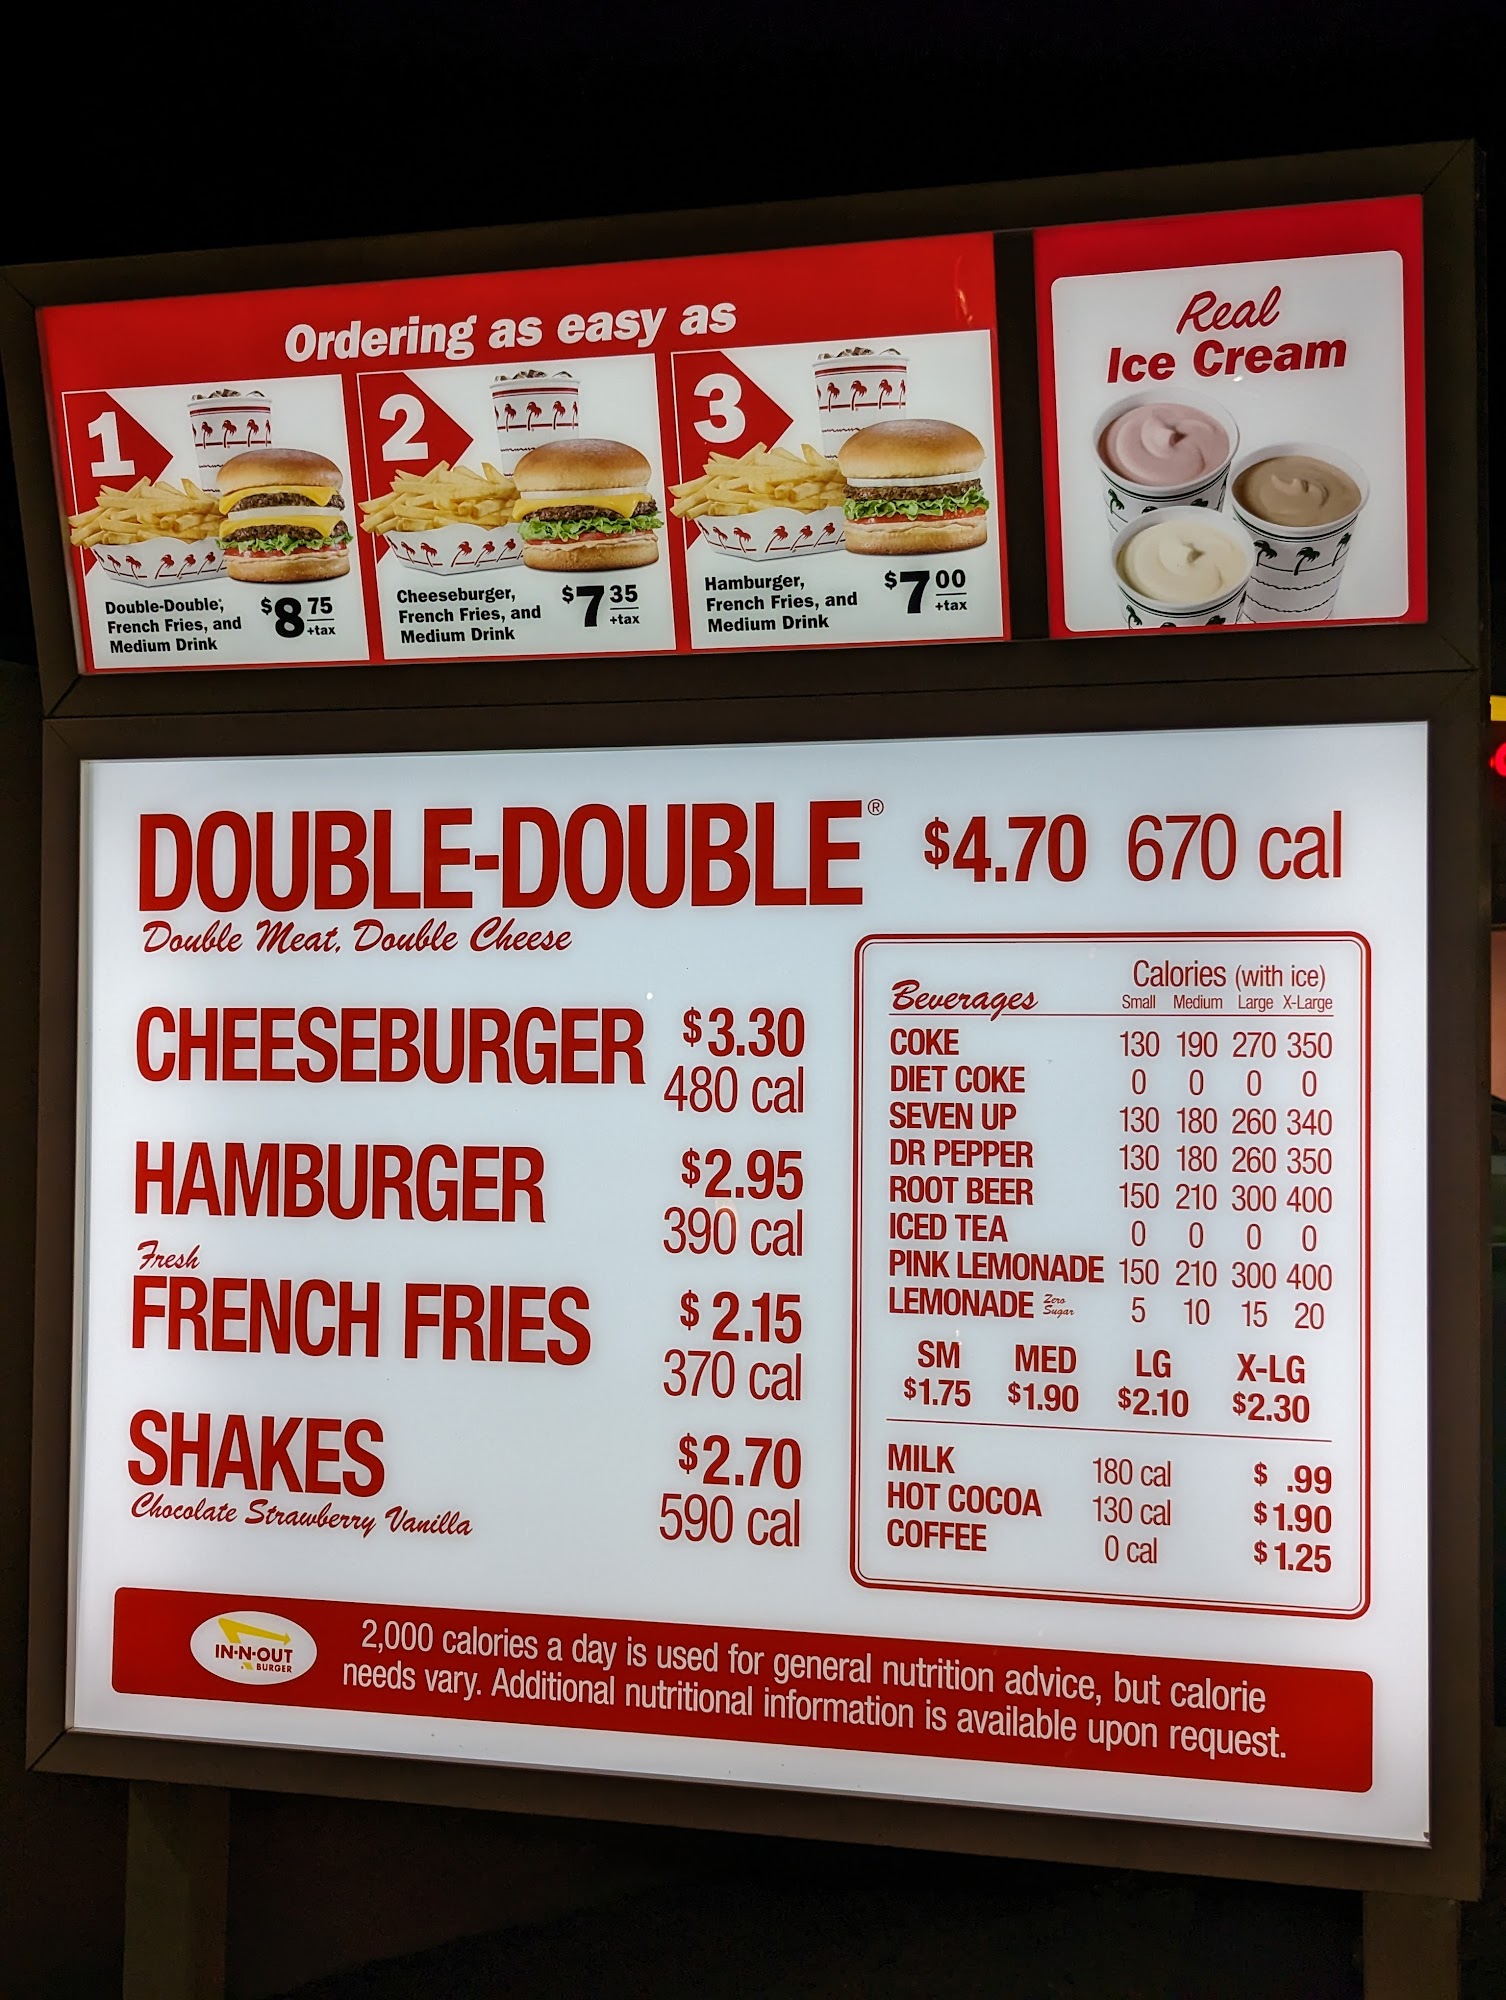 Ordering as easy as
1
Double-Double,
French Fries, and
Medium Drink
$8 75
+tax
2
Cheeseburger,
French Fries, and
Medium Drink
$7 35
+tax
3
Hamburger,
French Fries, and
Medium Drink
$7 00
+tax
Real
Ice Cream
DOUBLE-DOUBLE® $4.70 670 cal
Double Meat, Double Cheese
CHEESEBURGER $3.30
480 cal
HAMBURGER $2.95
390 cal
Fresh
FRENCH FRIES $2.15
370 cal
SHAKES $2.70
Chocolate Strawberry Vanilla 590 cal
Beverages Calories (with ice)
Small Medium Large X-Large
COKE 130 190 270 350
DIET COKE 0 0 0 0
SEVEN UP 130 180 260 340
DR PEPPER 130 180 260 350
ROOT BEER 150 210 300 400
ICED TEA 0 0 0 0
PINK LEMONADE 150 210 300 400
LEMONADE Zero Sugar 5 10 15 20
SM MED LG X-LG
$1.75 $1.90 $2.10 $2.30
MILK 180 cal $ .99
HOT COCOA 130 cal $1.90
COFFEE 0 cal $1.25
IN-N-OUT
BURGER
2,000 calories a day is used for general nutrition advice, but calorie
needs vary. Additional nutritional information is available upon request.